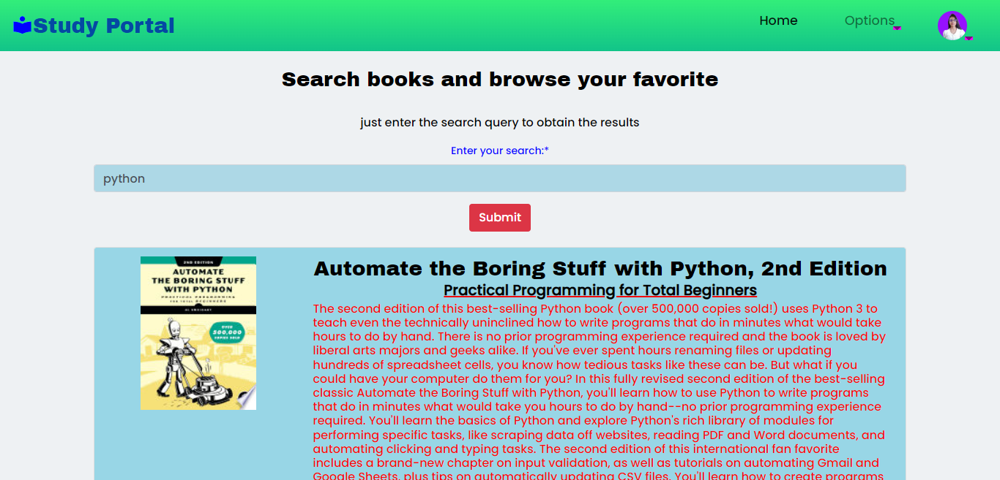 Study Portal
Home
Options
Search books and browse your favorite
just enter the search query to obtain the results
Enter your search:*
python
Submit
2ND EDITION
AUTOMATE
THE BORING STUFF
WITH PYTHON
PRACTICAL PROGRAMMING
FOR TOTAL BEGINNERS
AL SWEIGART
OVER
500,000
COPIES SOLD
Automate the Boring Stuff with Python, 2nd Edition
Practical Programming for Total Beginners
The second edition of this best-selling Python book (over 500,000 copies sold!) uses Python 3 to
teach even the technically uninclined how to write programs that do in minutes what would take
hours to do by hand. There is no prior programming experience required and the book is loved by
liberal arts majors and geeks alike. If you've ever spent hours renaming files or updating
hundreds of spreadsheet cells, you know how tedious tasks like these can be. But what if you
could have your computer do them for you? In this fully revised second edition of the best-selling
classic Automate the Boring Stuff with Python, you'll learn how to use Python to write programs
that do in minutes what would take you hours to do by hand--no prior programming experience
required. You'll learn the basics of Python and explore Python's rich library of modules for
performing specific tasks, like scraping data off websites, reading PDF and Word documents, and
automating clicking and typing tasks. The second edition of this international fan favorite
includes a brand-new chapter on input validation, as well as tutorials on automating Gmail and
Google Sheets, plus tips on automatically updating CSV files. You'll learn how to create programs